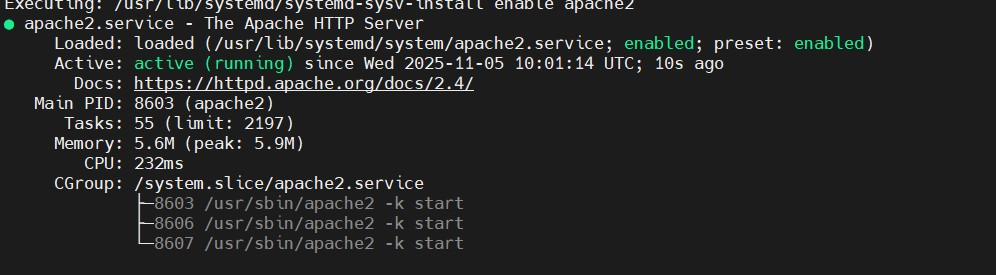 Executing: /usr/lib/systemd/systemd-sysv-install enable apache2
● apache2.service - The Apache HTTP Server
Loaded: loaded (/usr/lib/systemd/system/apache2.service; enabled; preset: enabled)
Active: active (running) since Wed 2025-11-05 10:01:14 UTC; 10s ago
Docs: https://httpd.apache.org/docs/2.4/
Main PID: 8603 (apache2)
Tasks: 55 (limit: 2197)
Memory: 5.6M (peak: 5.9M)
CPU: 232ms
CGroup: /system.slice/apache2.service
├─8603 /usr/sbin/apache2 -k start
├─8606 /usr/sbin/apache2 -k start
└─8607 /usr/sbin/apache2 -k start